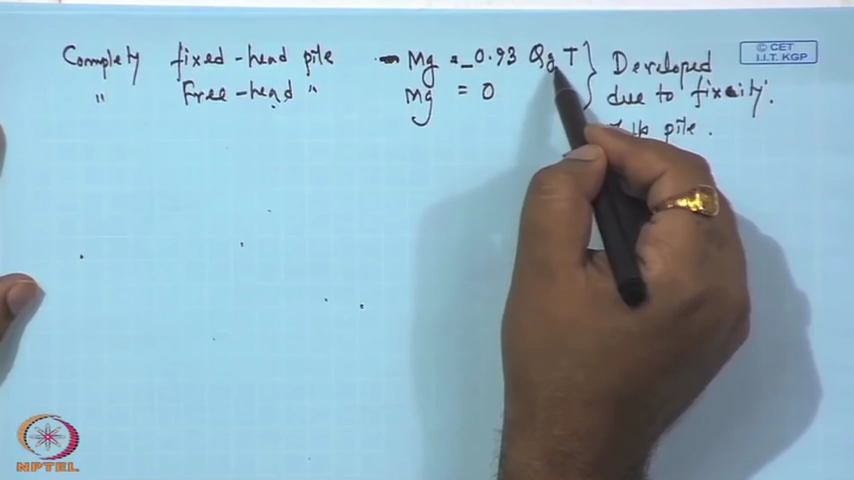 Complety fixed-head pile - Mg = -0.93 Qg T } Developed
" Free-head " Mg = 0 due to fixity.
pile.
© CET
I.I.T. KGP
NPTEL